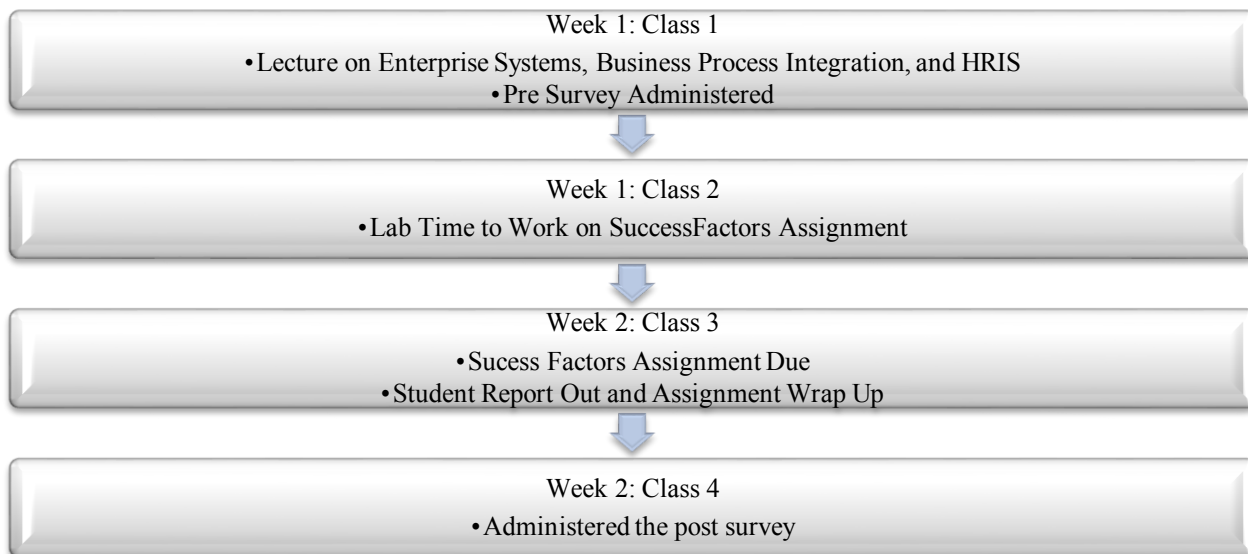 Week 1: Class 1
•Lecture on Enterprise Systems, Business Process Integration, and HRIS
•Pre Survey Administered
Week 1: Class 2
•Lab Time to Work on SuccessFactors Assignment
Week 2: Class 3
•Sucess Factors Assignment Due
•Student Report Out and Assignment Wrap Up
Week 2: Class 4
•Administered the post survey